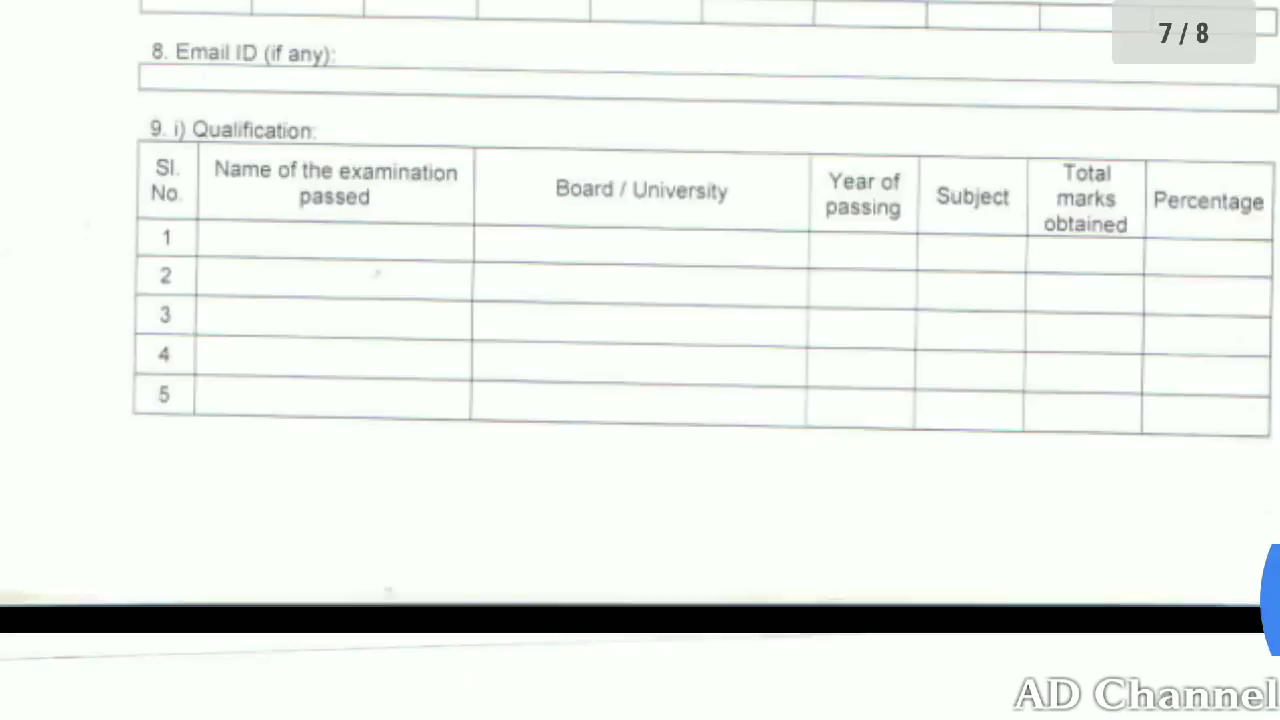 7 / 8
8. Email ID (if any):
9. i) Qualification:
Sl. No. Name of the examination passed Board / University Year of passing Subject Total marks obtained Percentage
1
2
3
4
5
AD Channel